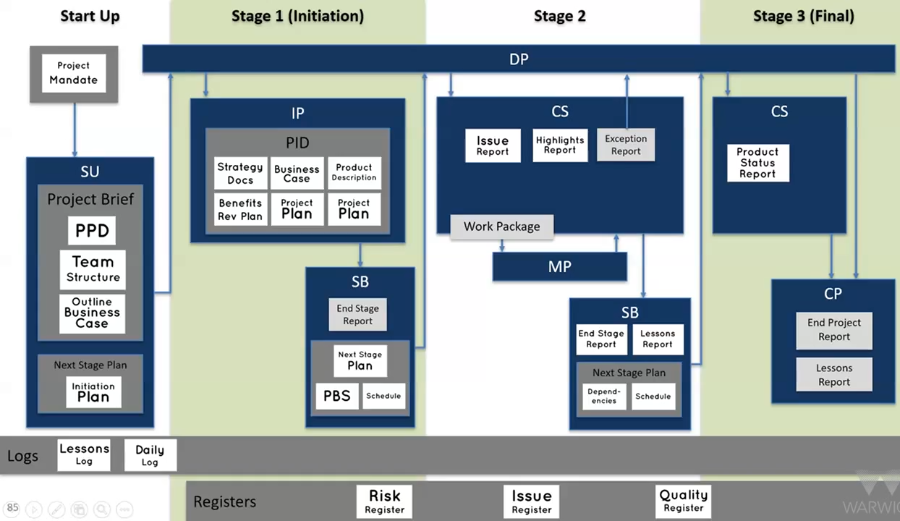 Start Up
Stage 1 (Initiation)
Stage 2
Stage 3 (Final)
DP
Project
Mandate
SU
Project Brief
PPD
Team
Structure
Outline
Business
Case
Next Stage Plan
Initiation
Plan
IP
PID
Strategy
Docs
Business
Case
Product
Description
Benefits
Rev Plan
Project
Plan
Project
Plan
SB
End Stage
Report
Next Stage
Plan
PBS
Schedule
CS
Issue
Report
Highlights
Report
Exception
Report
Work Package
MP
SB
End Stage
Report
Lessons
Report
Next Stage Plan
Depend-
encies
Schedule
CS
Product
Status
Report
CP
End Project
Report
Lessons
Report
Logs
Lessons
Log
Daily
Log
Registers
Risk
Register
Issue
Register
Quality
Register
85
WARWIC